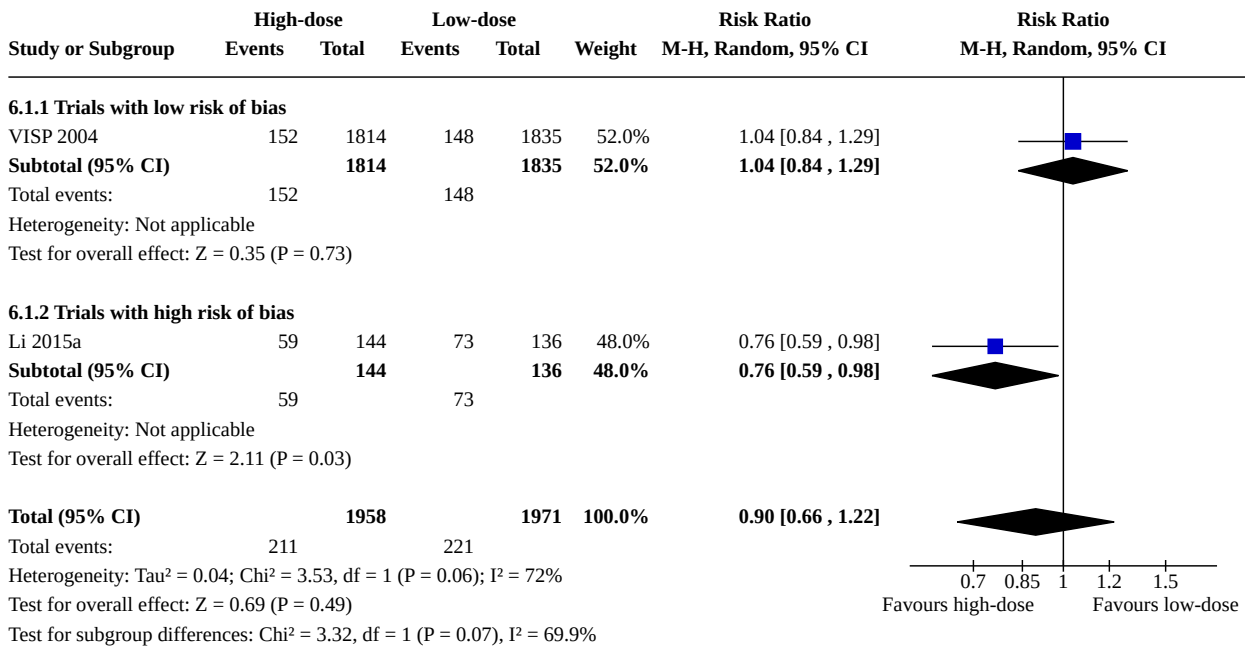 High-dose Low-dose Risk Ratio Risk Ratio
Study or Subgroup Events Total Events Total Weight M-H, Random, 95% CI M-H, Random, 95% CI
6.1.1 Trials with low risk of bias
VISP 2004 152 1814 148 1835 52.0% 1.04 [0.84 , 1.29]
Subtotal (95% CI) 1814 1835 52.0% 1.04 [0.84 , 1.29]
Total events: 152 148
Heterogeneity: Not applicable
Test for overall effect: Z = 0.35 (P = 0.73)
6.1.2 Trials with high risk of bias
Li 2015a 59 144 73 136 48.0% 0.76 [0.59 , 0.98]
Subtotal (95% CI) 144 136 48.0% 0.76 [0.59 , 0.98]
Total events: 59 73
Heterogeneity: Not applicable
Test for overall effect: Z = 2.11 (P = 0.03)
Total (95% CI) 1958 1971 100.0% 0.90 [0.66 , 1.22]
Total events: 211 221
Heterogeneity: Tau² = 0.04; Chi² = 3.53, df = 1 (P = 0.06); I² = 72%
0.7 0.85 1 1.2 1.5
Test for overall effect: Z = 0.69 (P = 0.49)
Favours high-dose Favours low-dose
Test for subgroup differences: Chi² = 3.32, df = 1 (P = 0.07), I² = 69.9%